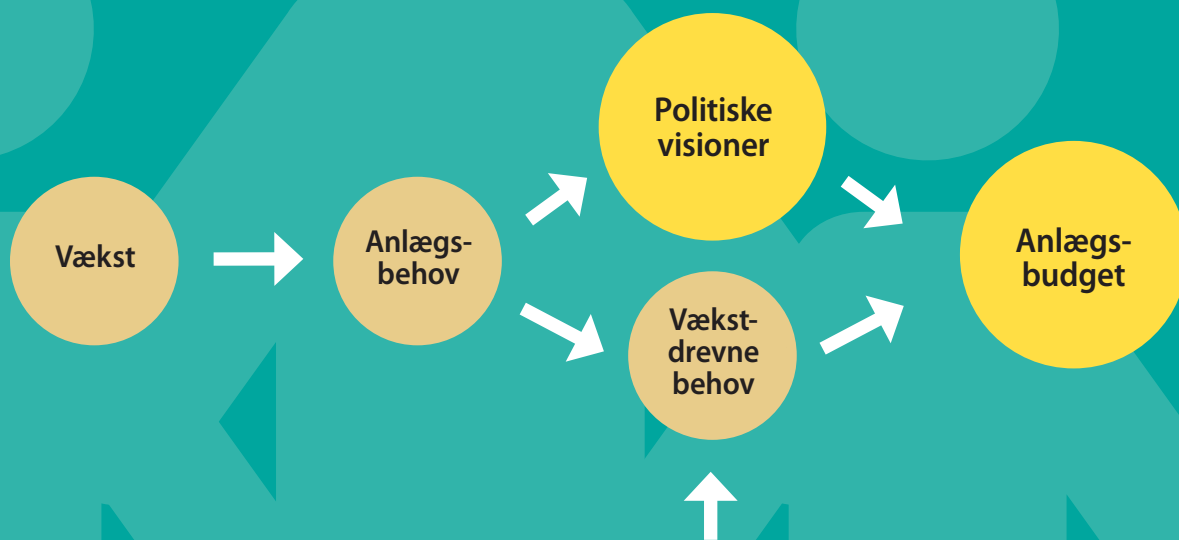 Vækst
Anlægs-
behov
Politiske
visioner
Vækst-
drevne
behov
Anlægs-
budget